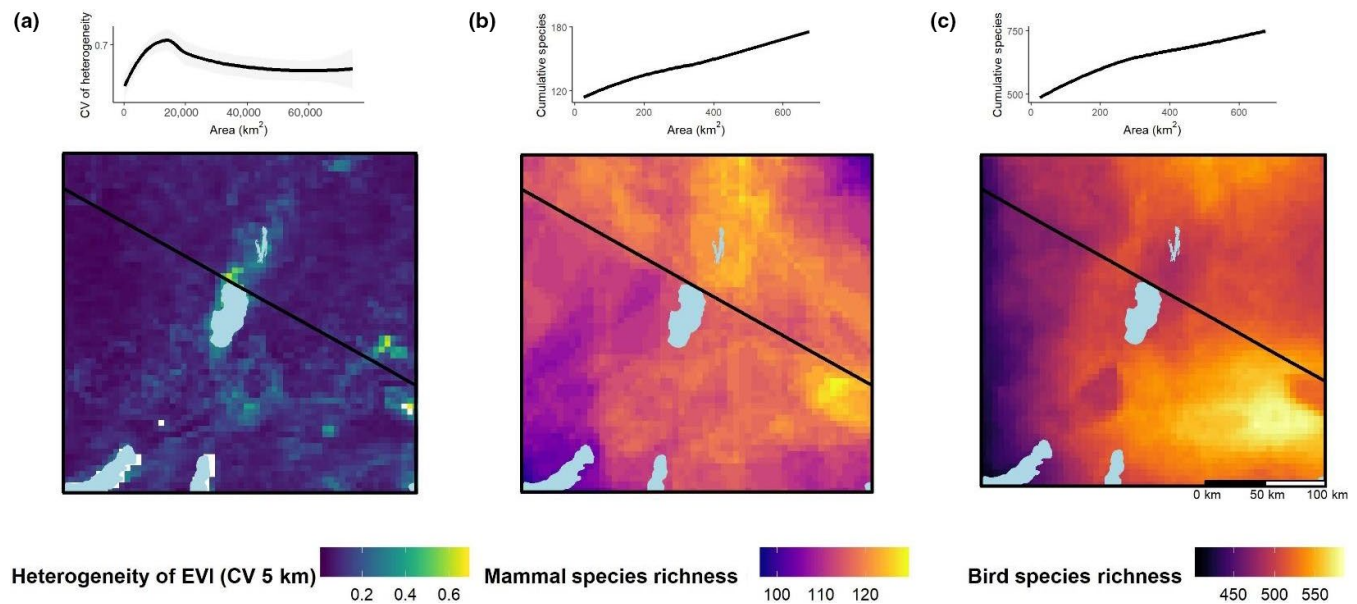 (a)
CV of heterogeneity
0.7
0
20,000
40,000
60,000
Area (km²)
(b)
Cumulative species
180
120
0
200
400
600
Area (km²)
(c)
Cumulative species
750
500
0
200
400
600
Area (km²)
0 km 50 km 100 km
Heterogeneity of EVI (CV 5 km)
0.2 0.4 0.6
Mammal species richness
100 110 120
Bird species richness
450 500 550